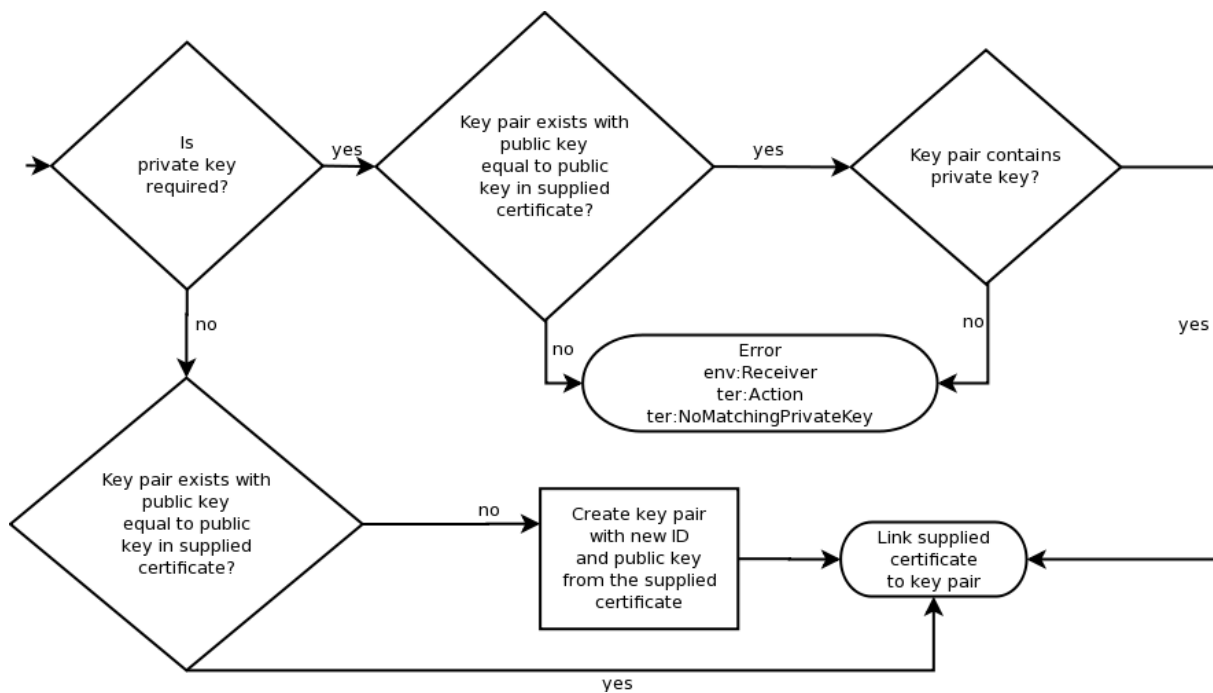 Is
private key
required?
yes
Key pair exists with
public key
equal to public
key in supplied
certificate?
yes
Key pair contains
private key?
yes
no
no
no
Error
env:Receiver
ter:Action
ter:NoMatchingPrivateKey
Key pair exists with
public key
equal to public
key in supplied
certificate?
no
Create key pair
with new ID
and public key
from the supplied
certificate
Link supplied
certificate
to key pair
yes